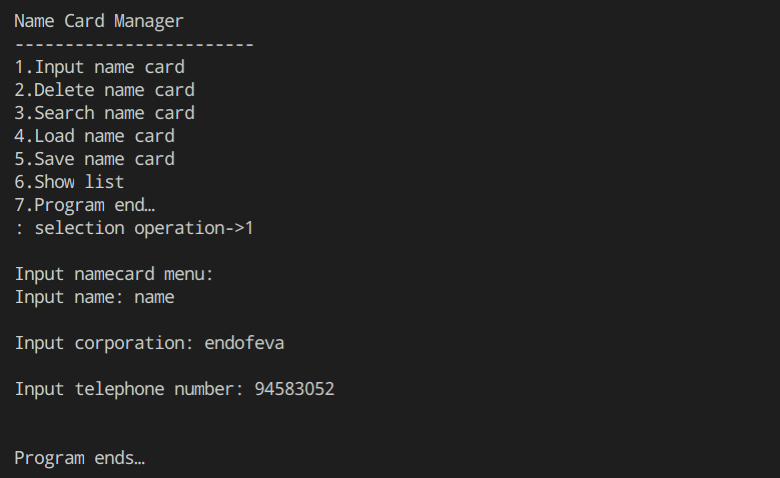 Name Card Manager
------------------------
1.Input name card
2.Delete name card
3.Search name card
4.Load name card
5.Save name card
6.Show list
7.Program end…
: selection operation->1
Input namecard menu:
Input name: name
Input corporation: endofeva
Input telephone number: 94583052
Program ends…